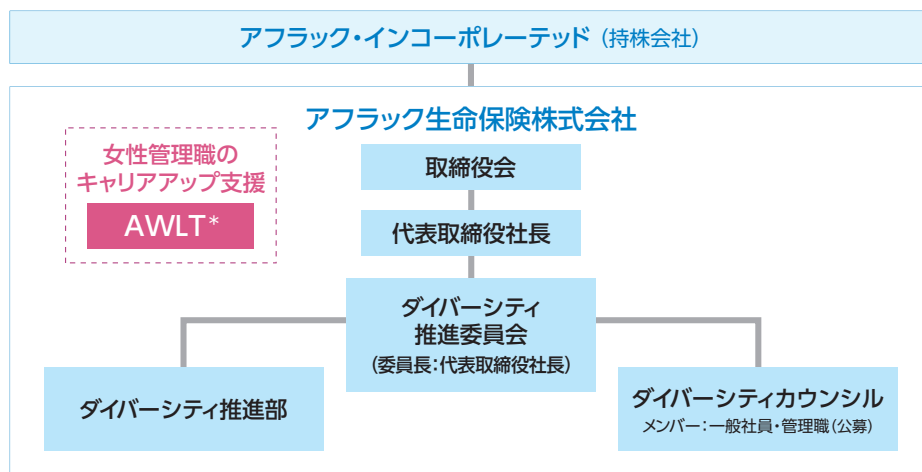 アフラック・インコーポレーテッド（持株会社）
アフラック生命保険株式会社
女性管理職の
キャリアアップ支援
AWLT*
取締役会
代表取締役社長
ダイバーシティ
推進委員会
(委員長：代表取締役社長)
ダイバーシティ推進部
ダイバーシティカウンシル
メンバー：一般社員・管理職(公募)